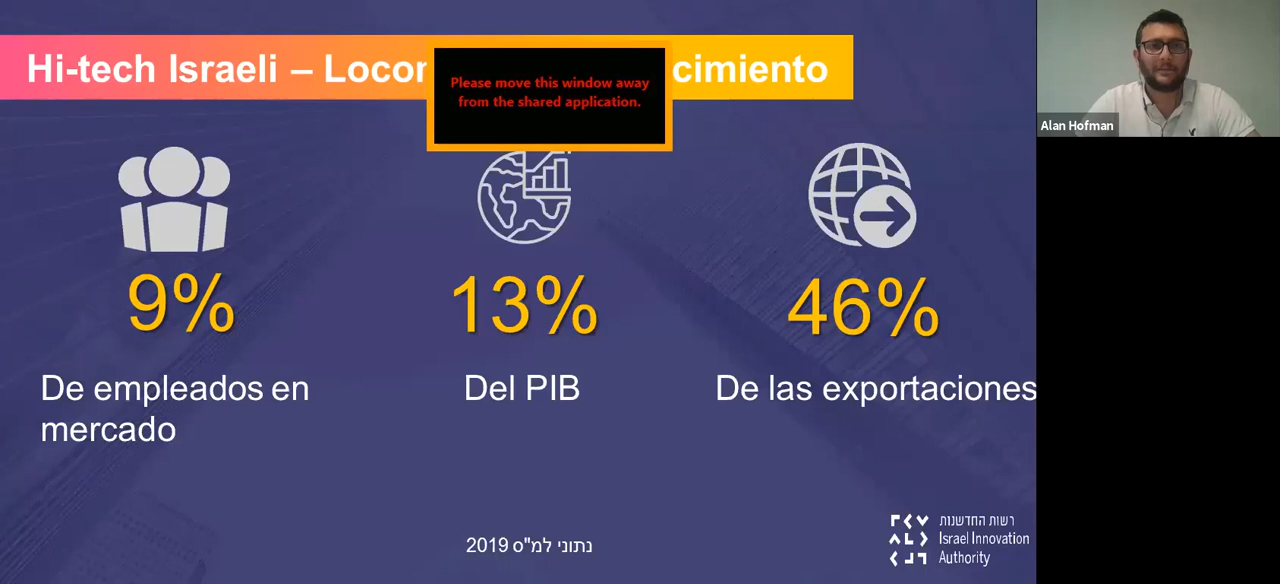 Hi-tech Israeli – Locor cimiento
Please move this window away
from the shared application.
Alan Hofman
9%
13%
46%
De empleados en
mercado
Del PIB
De las exportaciones
נתוני למ"ס 2019
רשות החדשנות
Israel Innovation
Authority